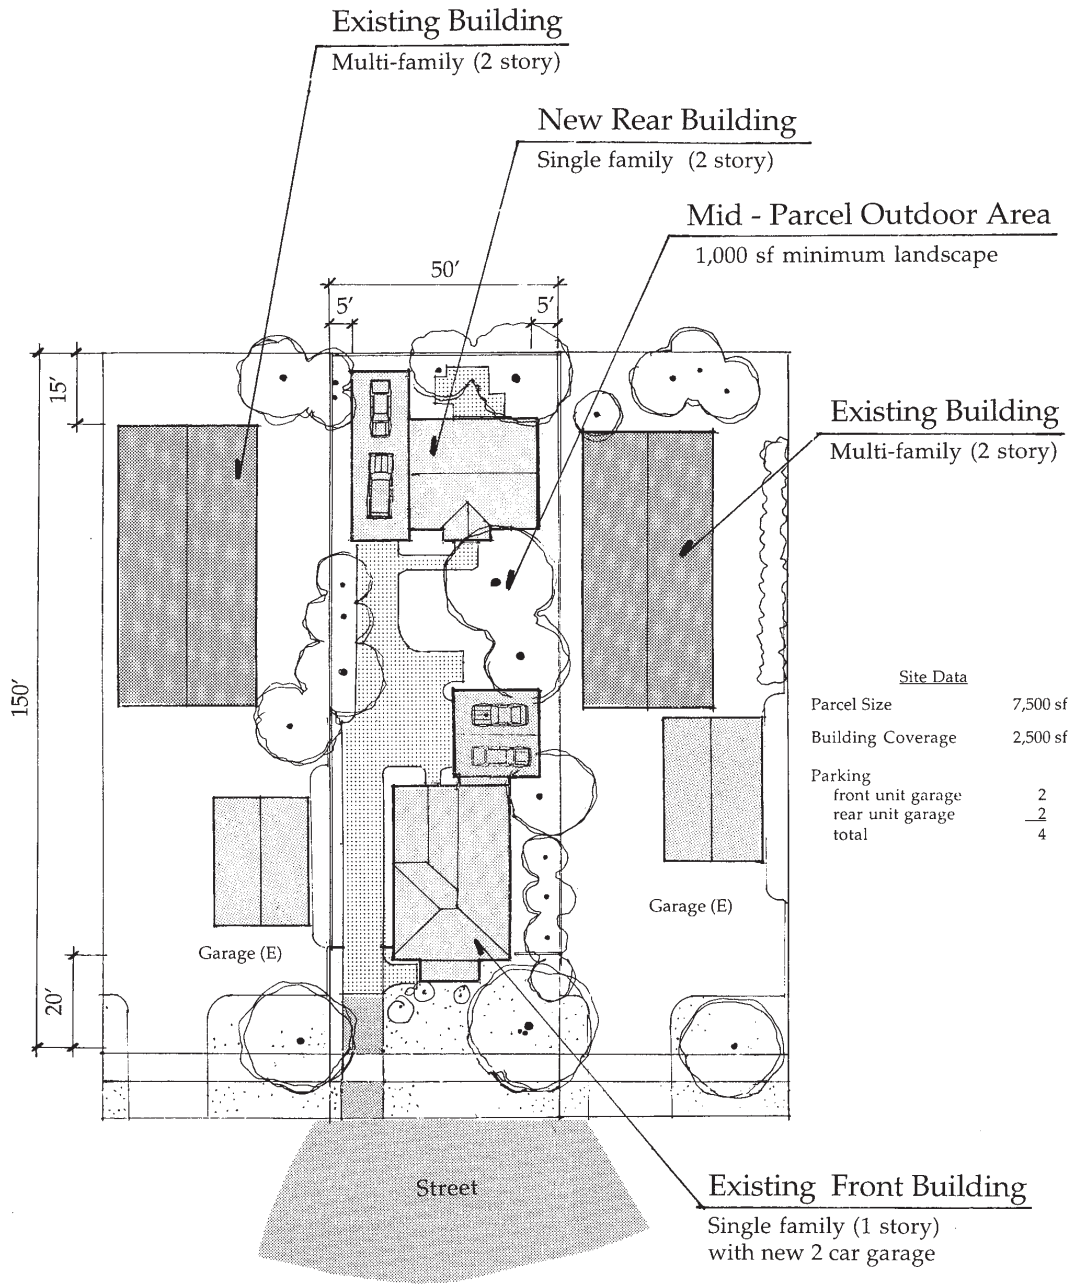 Existing Building
Multi-family (2 story)
New Rear Building
Single family (2 story)
Mid - Parcel Outdoor Area
1,000 sf minimum landscape
50'
5'
5'
15'
Existing Building
Multi-family (2 story)
150'
Site Data
Parcel Size 7,500 sf
Building Coverage 2,500 sf
Parking
front unit garage 2
rear unit garage 2
total 4
Garage (E)
Garage (E)
20'
Street
Existing Front Building
Single family (1 story)
with new 2 car garage